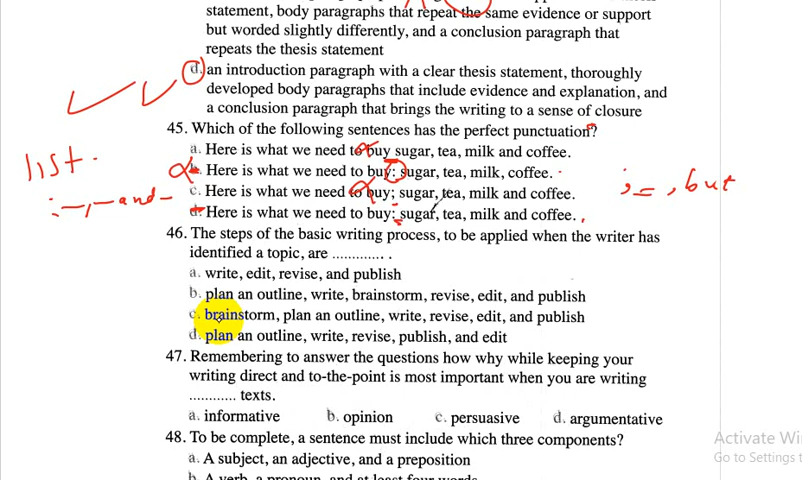 statement, body paragraphs that repeat the same evidence or support
but worded slightly differently, and a conclusion paragraph that
repeats the thesis statement
d. an introduction paragraph with a clear thesis statement, thoroughly
developed body paragraphs that include evidence and explanation, and
a conclusion paragraph that brings the writing to a sense of closure
45. Which of the following sentences has the perfect punctuation?
a. Here is what we need to buy sugar, tea, milk and coffee.
list.
b. Here is what we need to buy: sugar, tea, milk, coffee.
; = , but
c. Here is what we need to buy; sugar, tea, milk and coffee.
:—,— and —
d. Here is what we need to buy: sugar, tea, milk and coffee.
46. The steps of the basic writing process, to be applied when the writer has
identified a topic, are ............. .
a. write, edit, revise, and publish
b. plan an outline, write, brainstorm, revise, edit, and publish
c. brainstorm, plan an outline, write, revise, edit, and publish
d. plan an outline, write, revise, publish, and edit
47. Remembering to answer the questions how why while keeping your
writing direct and to-the-point is most important when you are writing
............ texts.
a. informative b. opinion c. persuasive d. argumentative
48. To be complete, a sentence must include which three components?
Activate Wi
Go to Settings t
a. A subject, an adjective, and a preposition
b. A verb, a pronoun, and at least four words